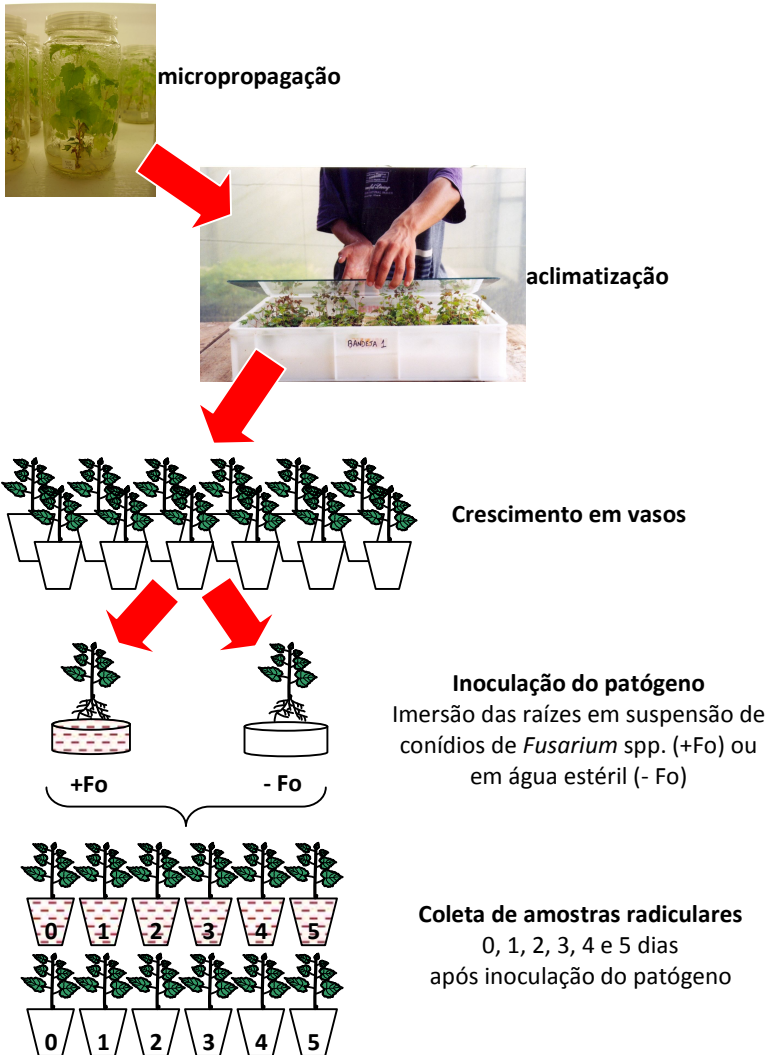 micropropagação
aclimatização
BANDEJA 1
Crescimento em vasos
Inoculação do patógeno
Imersão das raízes em suspensão de
conídios de Fusarium spp. (+Fo) ou
em água estéril (- Fo)
+Fo
- Fo
0 1 2 3 4 5
Coleta de amostras radiculares
0, 1, 2, 3, 4 e 5 dias
após inoculação do patógeno
0 1 2 3 4 5